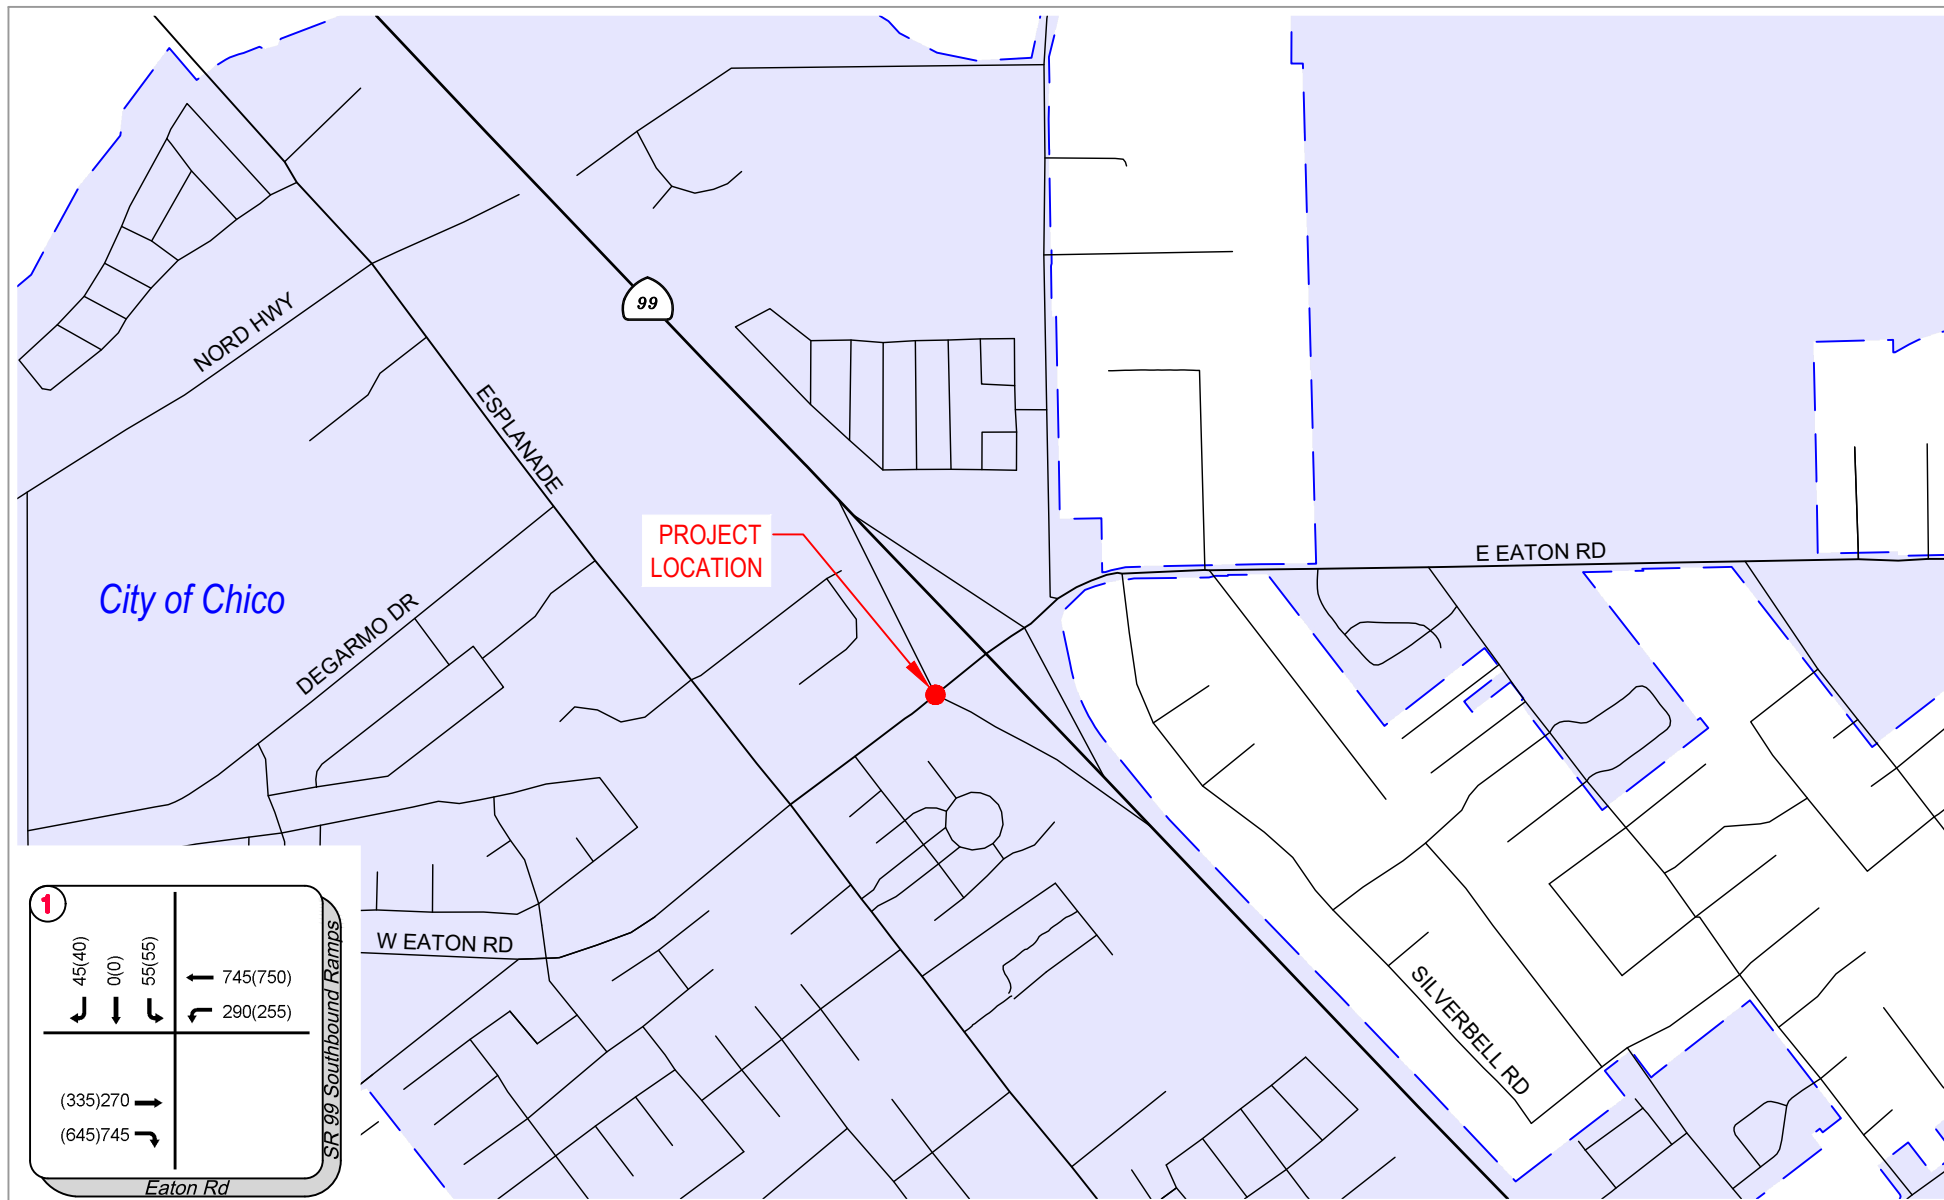 99
NORD HWY
ESPLANADE
PROJECT
LOCATION
E EATON RD
City of Chico
DEGARMO DR
W EATON RD
SILVERBELL RD
1
45(40)
0(0)
55(55)
745(750)
290(255)
(335)270
(645)745
SR 99 Southbound Ramps
Eaton Rd